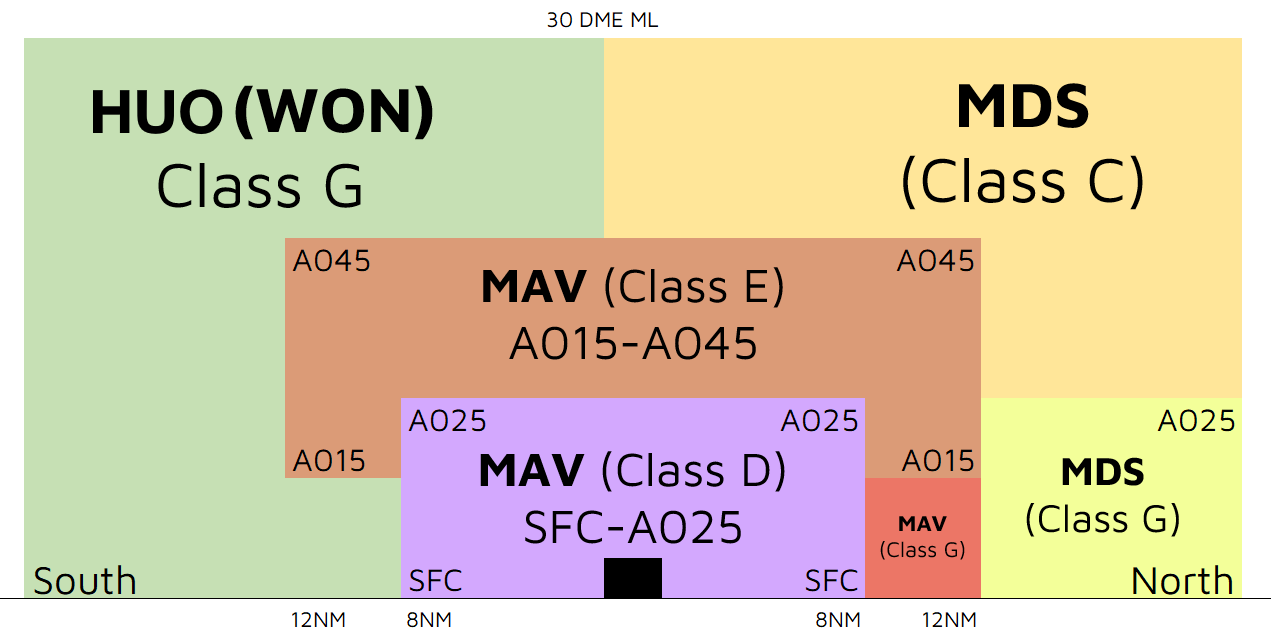 30 DME ML
HUO (WON)
Class G
MDS
(Class C)
A045
A045
MAV (Class E)
A015-A045
A025
A025
A025
A015
A015
MAV (Class D)
SFC-A025
MDS
(Class G)
MAV
(Class G)
South
SFC
SFC
North
12NM
8NM
8NM
12NM